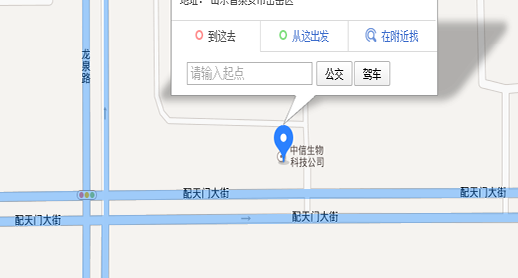 地址： 山东省泰安市岱岳区
到这去
从这出发
在附近找
请输入起点
公交
驾车
龙泉路
中信生物
科技公司
配天门大街
配天门大街
配天门大街
配天门大街